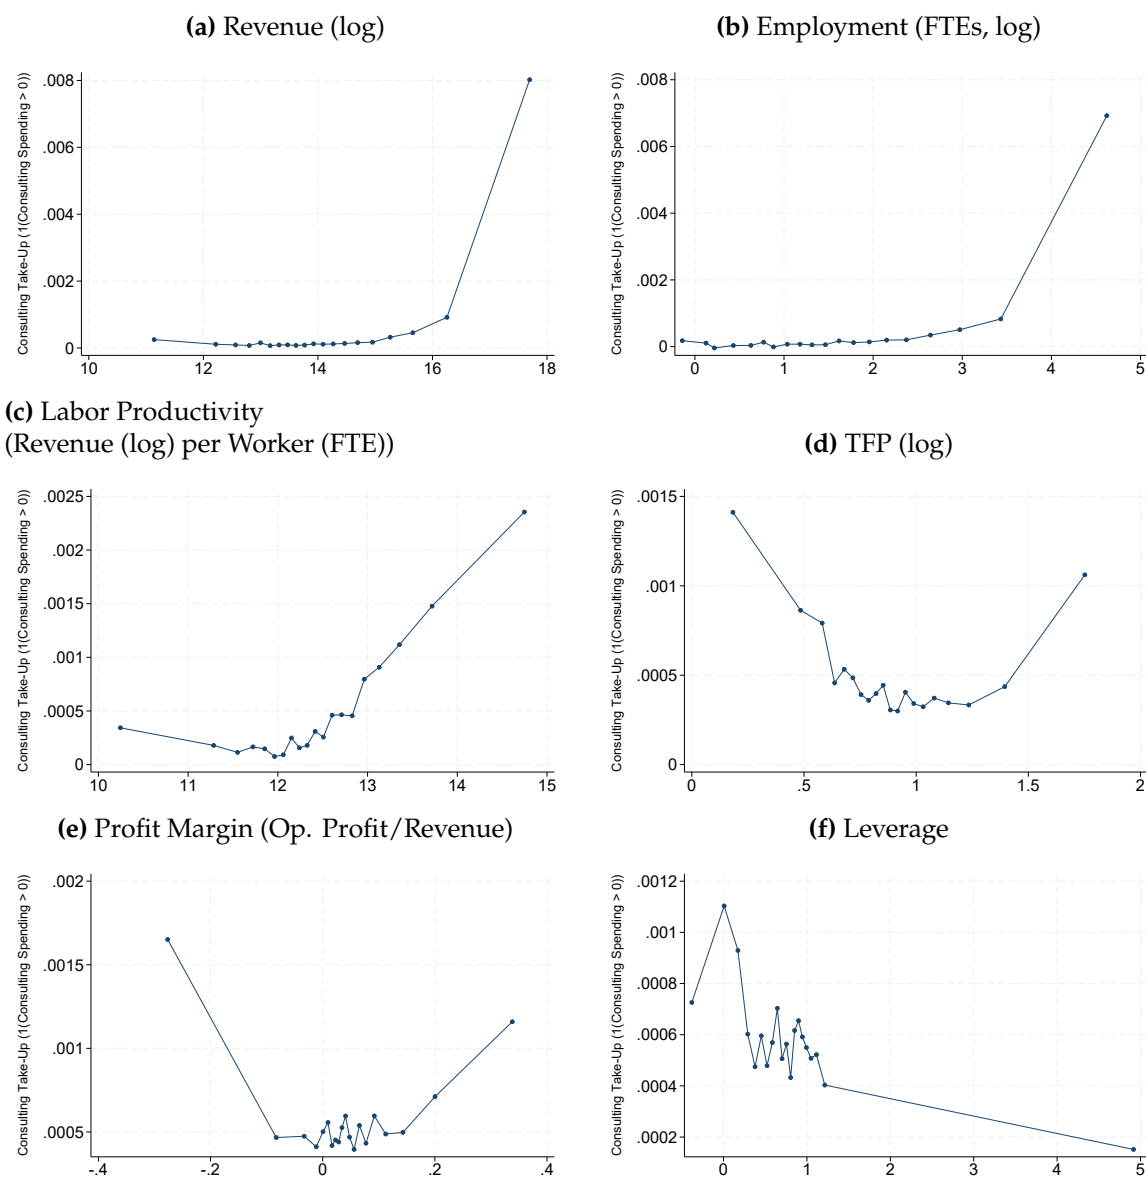 (a) Revenue (log)
(b) Employment (FTEs, log)
Consulting Take-Up (1(Consulting Spending > 0))
.008
.006
.004
.002
0
10 12 14 16 18
Consulting Take-Up (1(Consulting Spending > 0))
.008
.006
.004
.002
0
0 1 2 3 4 5
(c) Labor Productivity
(Revenue (log) per Worker (FTE))
(d) TFP (log)
Consulting Take-Up (1(Consulting Spending > 0))
.0025
.002
.0015
.001
.0005
0
10 11 12 13 14 15
Consulting Take-Up (1(Consulting Spending > 0))
.0015
.001
.0005
0
0 .5 1 1.5 2
(e) Profit Margin (Op. Profit/Revenue)
(f) Leverage
Consulting Take-Up (1(Consulting Spending > 0))
.002
.0015
.001
.0005
-.4 -.2 0 .2 .4
Consulting Take-Up (1(Consulting Spending > 0))
.0012
.001
.0008
.0006
.0004
.0002
0 1 2 3 4 5